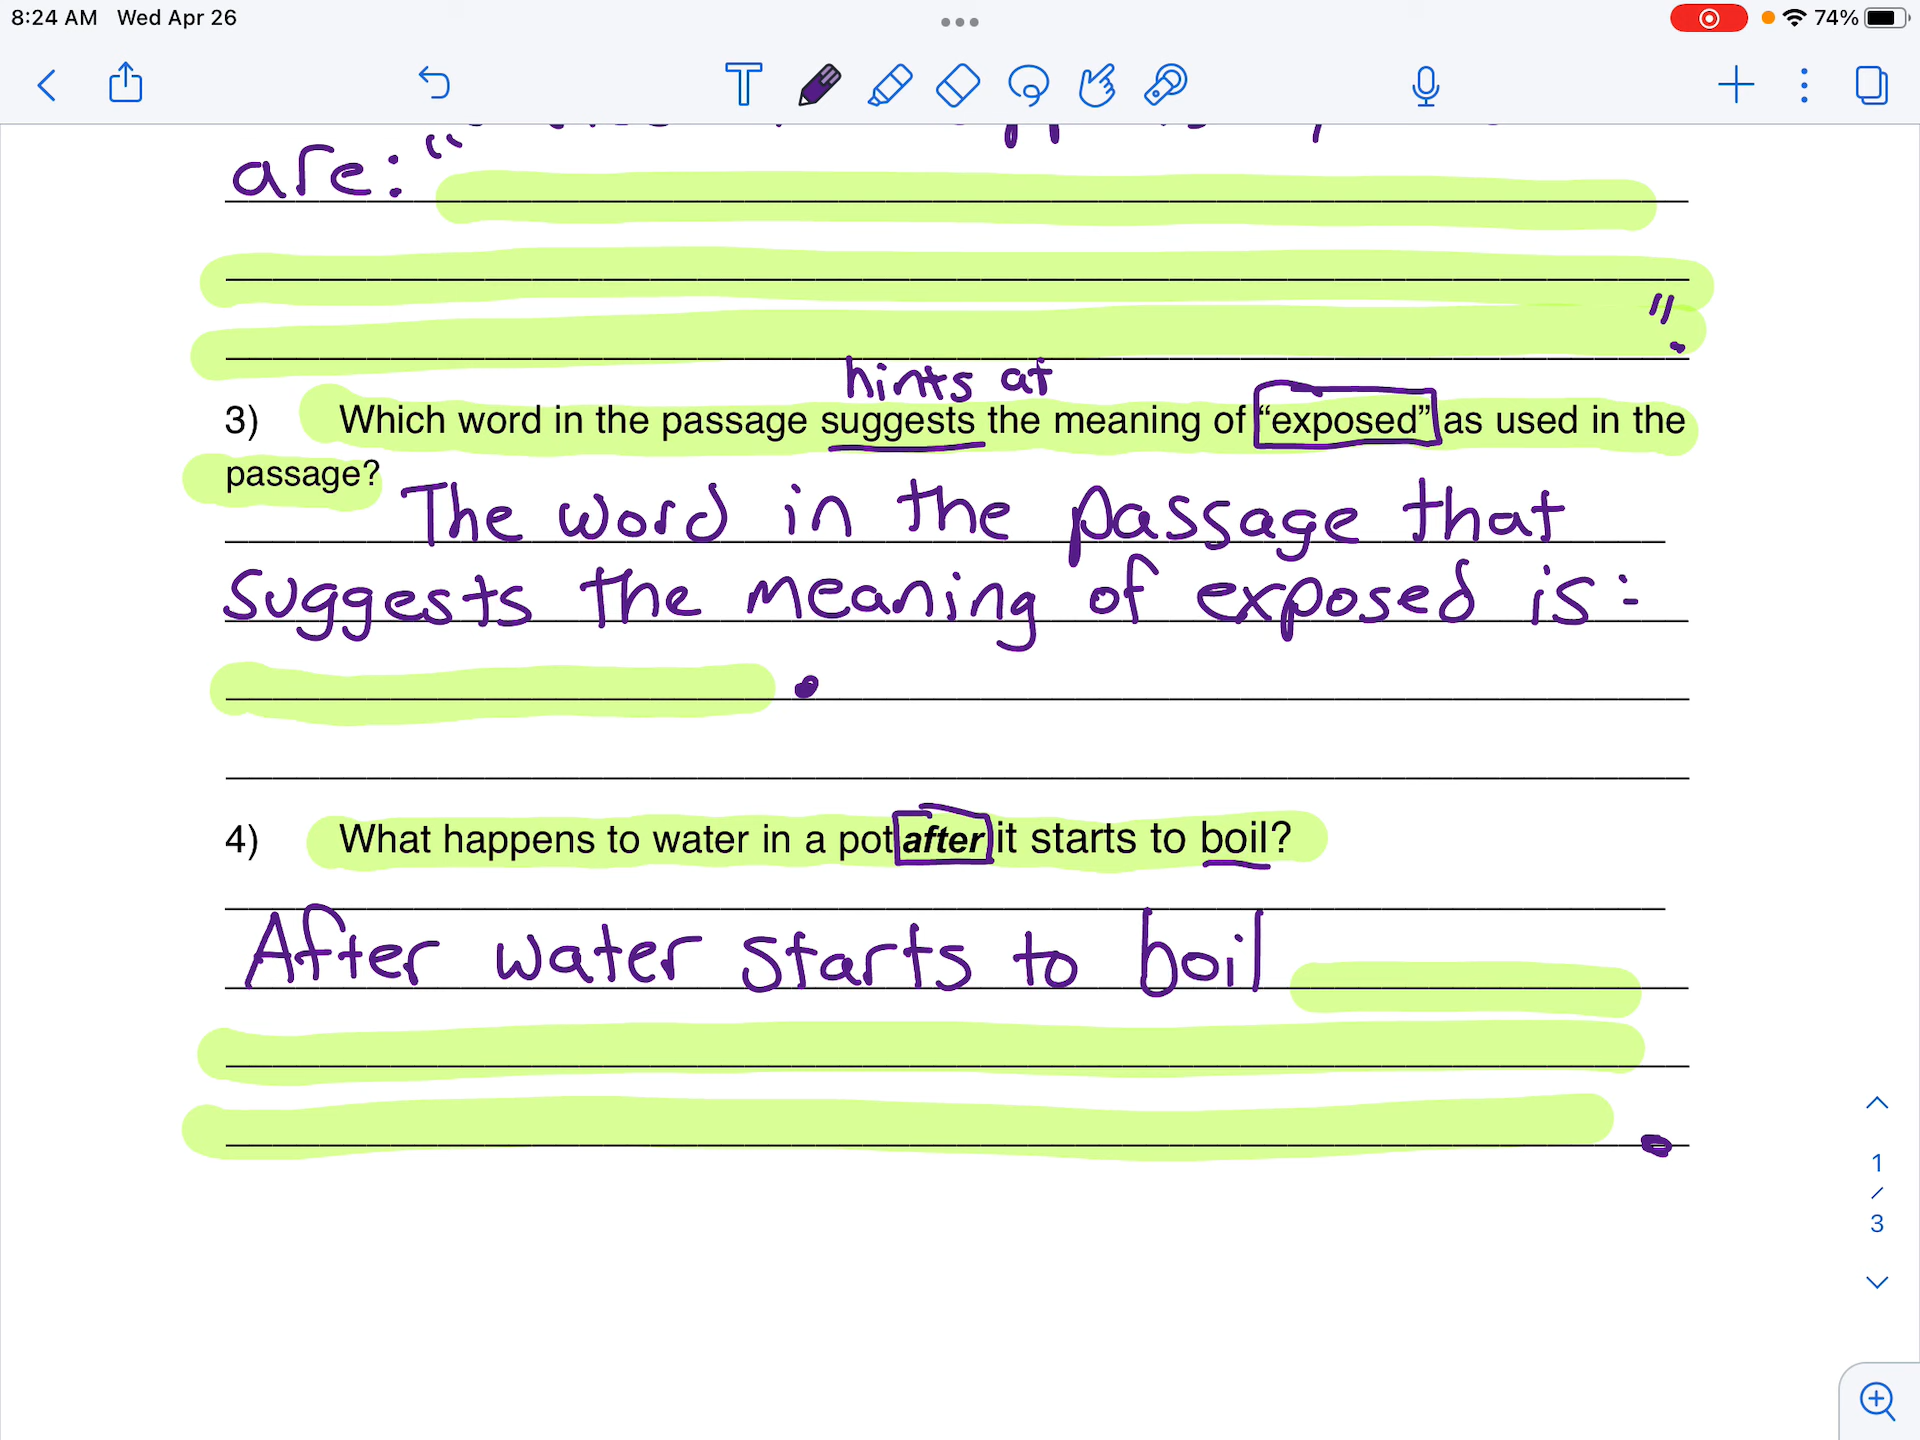 8:24 AM Wed Apr 26
74%
are: "
".
hints at
3) Which word in the passage suggests the meaning of “exposed” as used in the
passage?
The word in the passage that
suggests the meaning of exposed is:
.
4) What happens to water in a pot after it starts to boil?
After water starts to boil
.
1
/
3